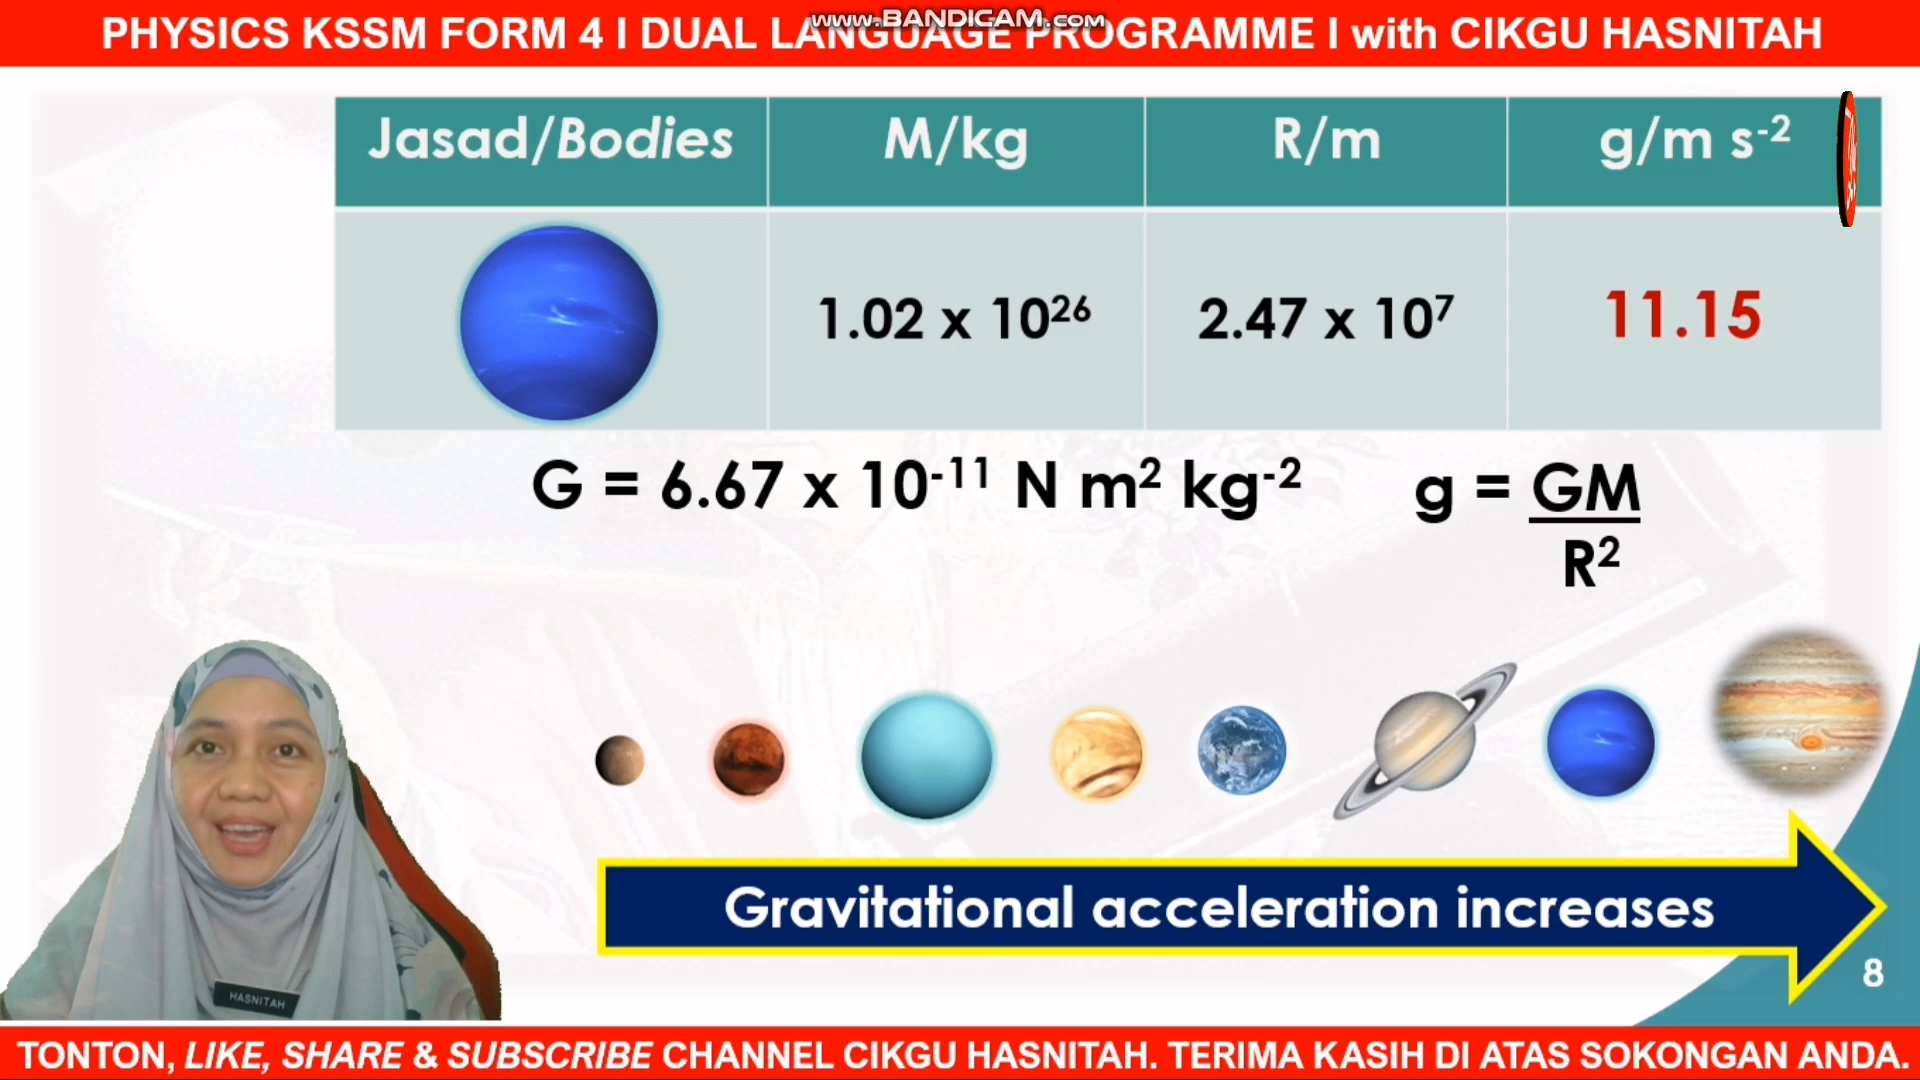 www.BANDICAM.com
PHYSICS KSSM FORM 4 I DUAL LANGUAGE PROGRAMME I with CIKGU HASNITAH
Jasad/Bodies M/kg R/m g/m s⁻²
1.02 x 10²⁶ 2.47 x 10⁷ 11.15
G = 6.67 x 10⁻¹¹ N m² kg⁻² g = GM
R²
Gravitational acceleration increases
8
HASNITAH
TONTON, LIKE, SHARE & SUBSCRIBE CHANNEL CIKGU HASNITAH. TERIMA KASIH DI ATAS SOKONGAN ANDA.